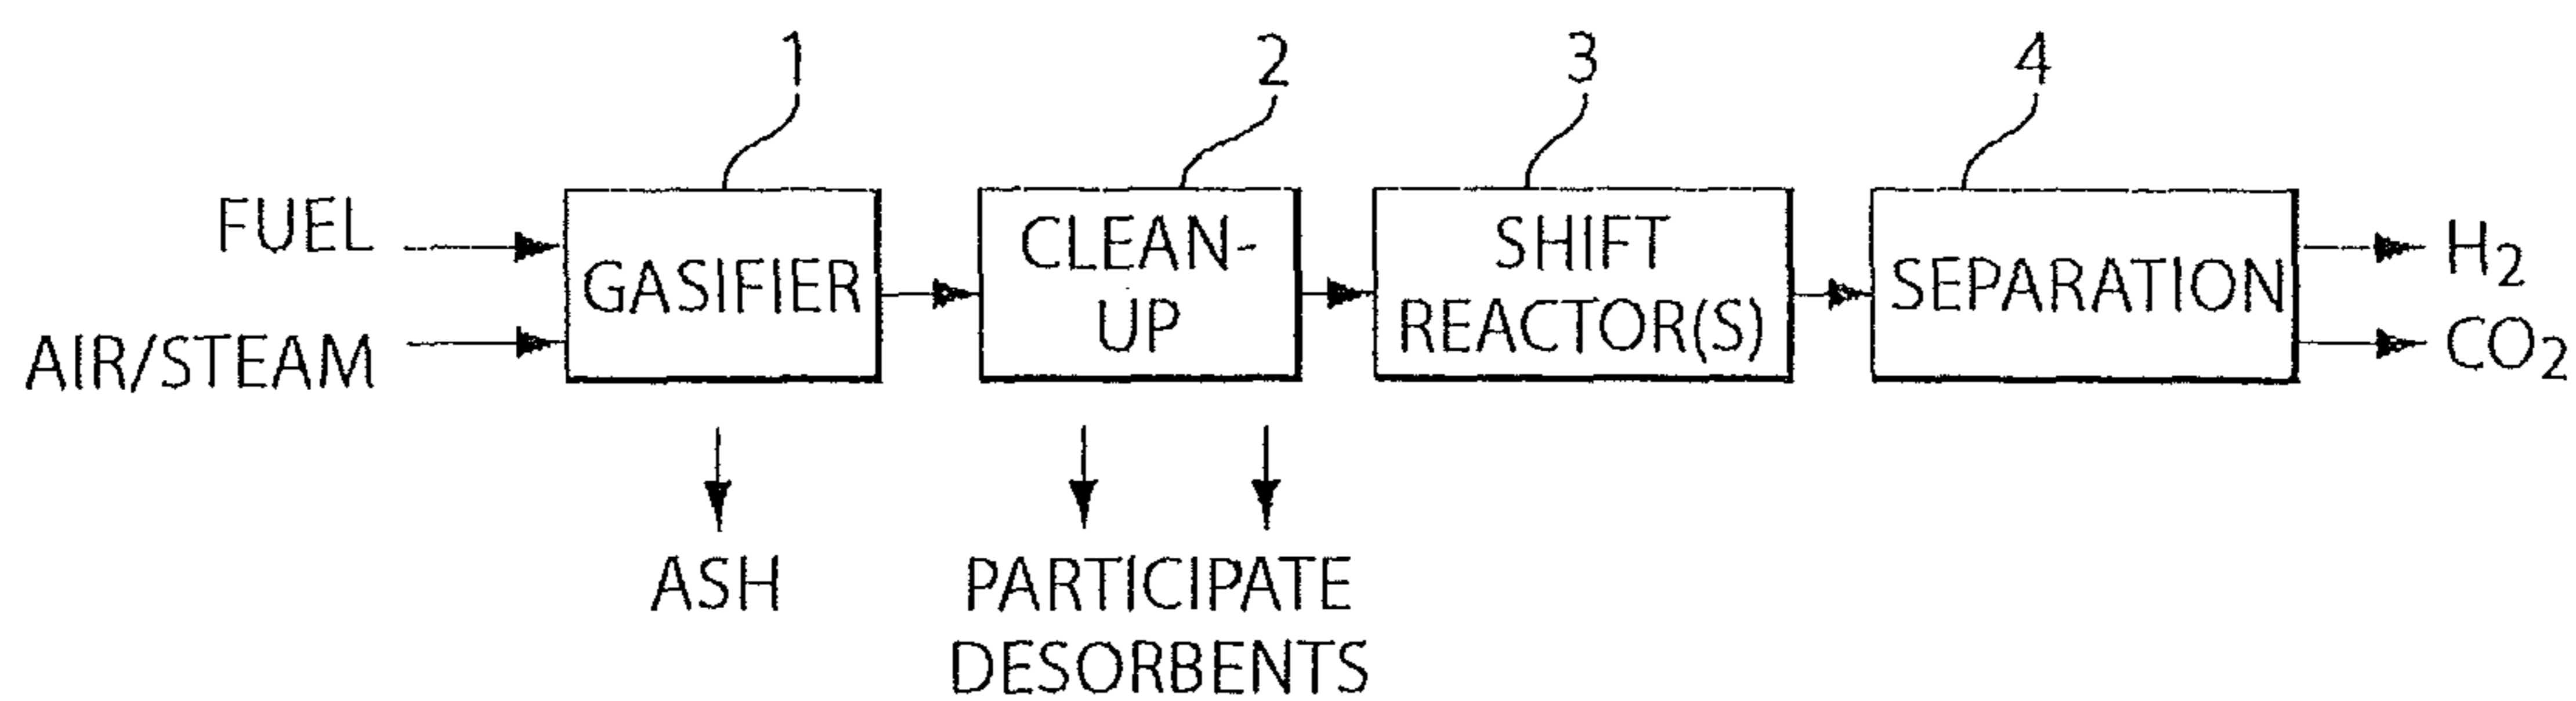 1
2
3
4
FUEL
AIR/STEAM
GASIFIER
CLEAN-
UP
SHIFT
REACTOR(S)
SEPARATION
H2
CO2
ASH
PARTICIPATE
DESORBENTS